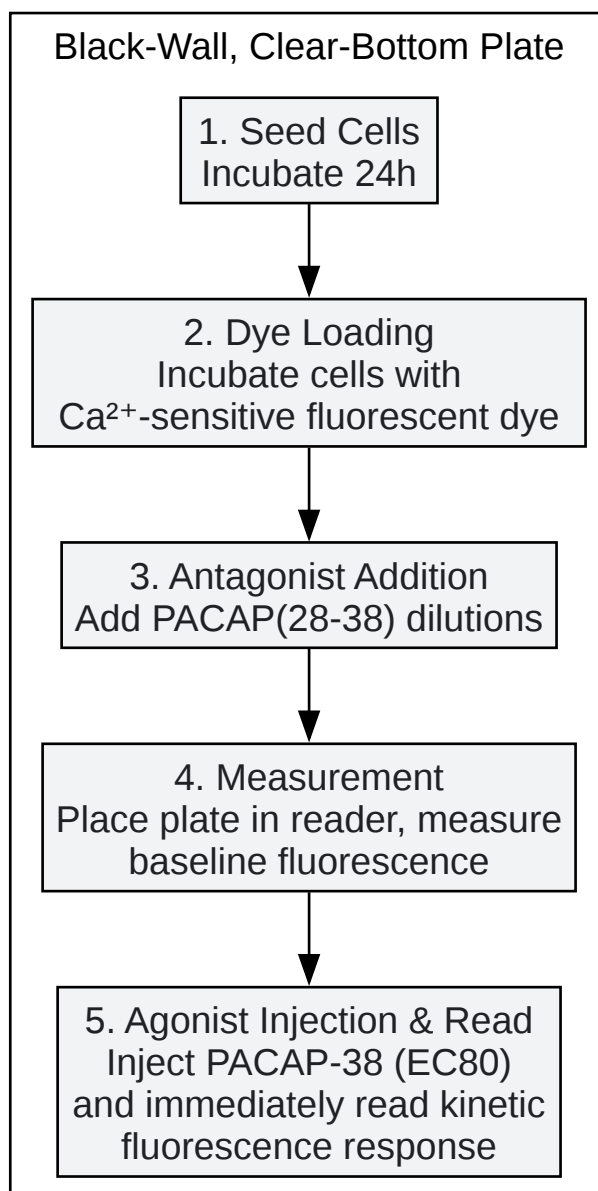 Black-Wall, Clear-Bottom Plate
1. Seed Cells
Incubate 24h
2. Dye Loading
Incubate cells with
Ca²⁺-sensitive fluorescent dye
3. Antagonist Addition
Add PACAP(28-38) dilutions
4. Measurement
Place plate in reader, measure
baseline fluorescence
5. Agonist Injection & Read
Inject PACAP-38 (EC80)
and immediately read kinetic
fluorescence response